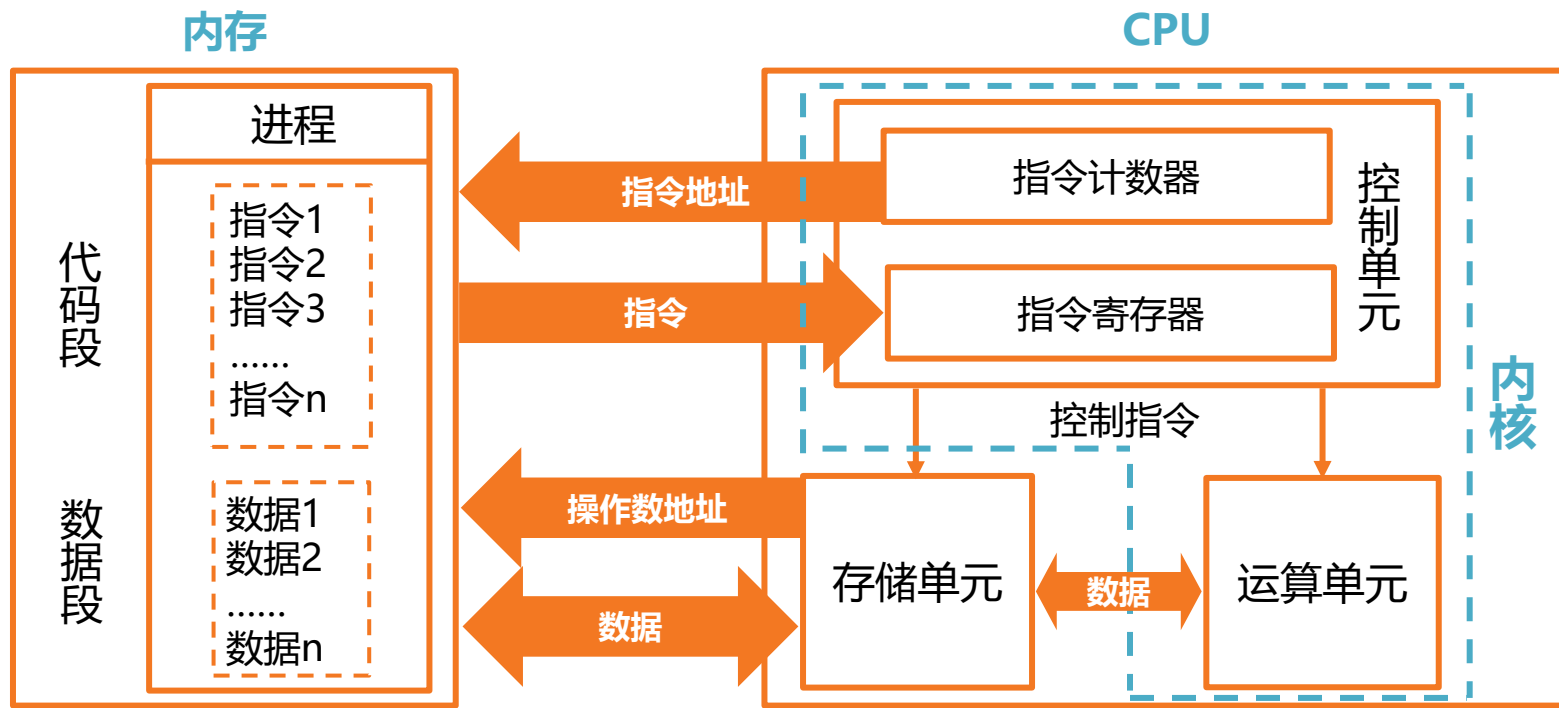 内存
CPU
进程
代码段
指令1
指令2
指令3
……
指令n
数据段
数据1
数据2
……
数据n
指令地址
指令
操作数地址
数据
指令计数器
指令寄存器
控制单元
控制指令
内核
存储单元
数据
运算单元